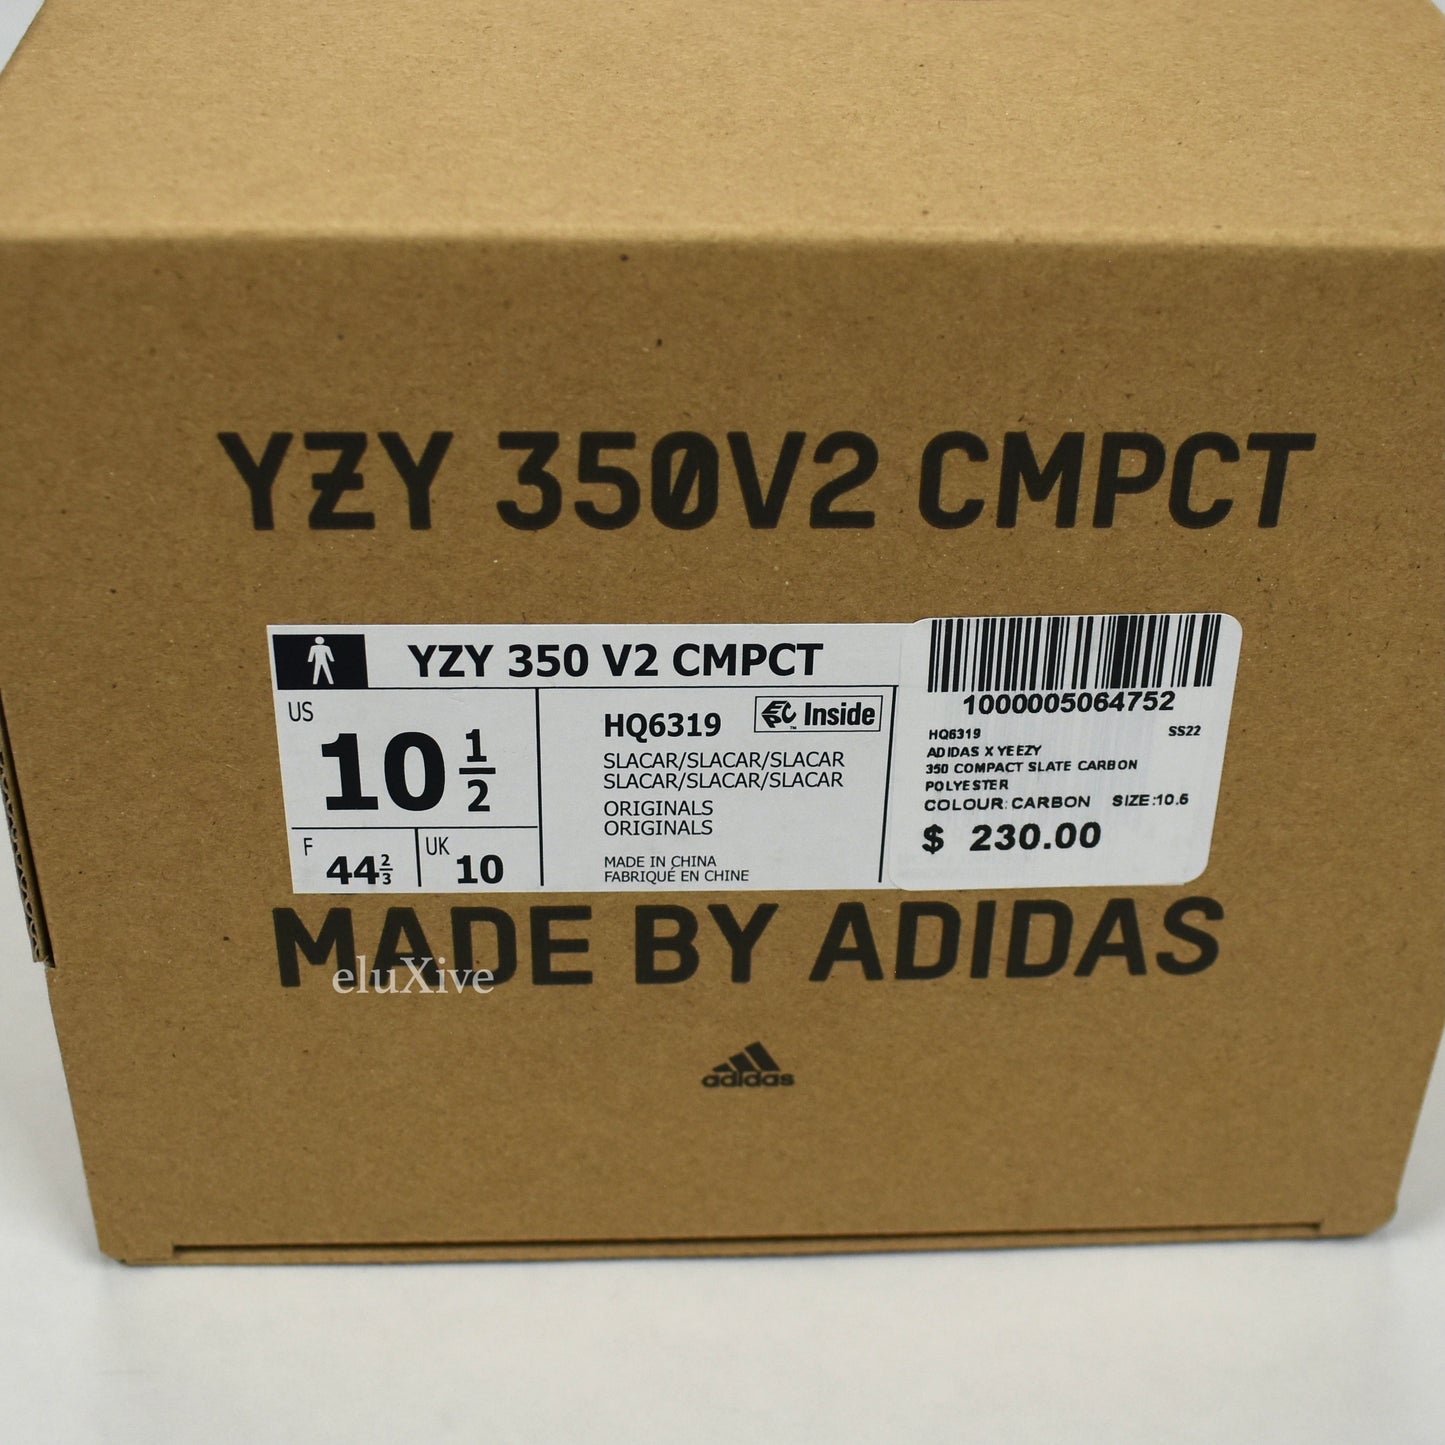 YZY 350V2 CMPCT
YZY 350 V2 CMPCT
US
10 1/2
F
44 2/3
UK
10
HQ6319
Inside
SLACAR/SLACAR/SLACAR
SLACAR/SLACAR/SLACAR
ORIGINALS
ORIGINALS
MADE IN CHINA
FABRIQUÉ EN CHINE
1000005064752
HQ6319 SS22
ADIDAS X YEEZY
350 COMPACT SLATE CARBON
POLYESTER
COLOUR: CARBON SIZE:10.5
$ 230.00
MADE BY ADIDAS
eluXive
adidas